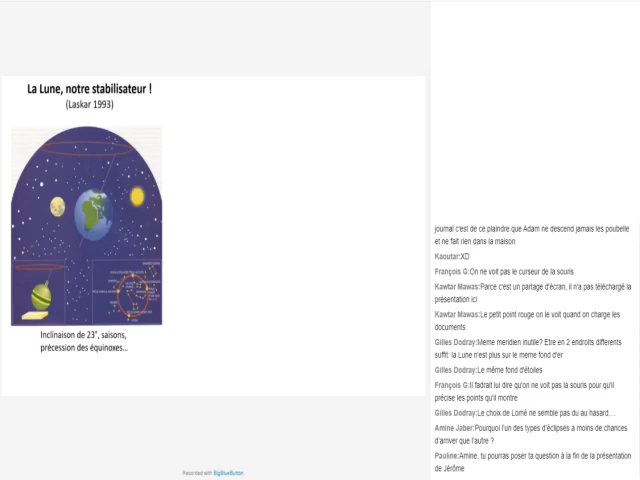 La Lune, notre stabilisateur !
(Laskar 1993)
Inclinaison de 23°, saisons,
précession des équinoxes...
Recorded with BigBlueButton
journal c'est de ce plaindre que Adam ne descend jamais les poubelle
et ne fait rien dans la maison
Kaoutar:XD
François G:On ne voit pas le curseur de la souris
Kawtar Mawas:Parce c'est un partage d'écran, il n'a pas téléchargé la
présentation ici
Kawtar Mawas:Le petit point rouge on le voit quand on charge les
documents
Gilles Dodray:Meme meridien inutile? Etre en 2 endroits differents
suffit: la Lune n'est plus sur le meme fond d'er
Gilles Dodray:Le même fond d'étoiles
François G:Il fadrait lui dire qu'on ne voit pas la souris pour qu'il
précise les points qu'il montre
Gilles Dodray:Le choix de Lomé ne semble pas du au hasard....
Amine Jaber:Pourquoi l'un des types d'éclipses a moins de chances
d'arriver que l'autre ?
Pauline:Amine, tu pourras poser ta question à la fin de la présentation
de Jérôme